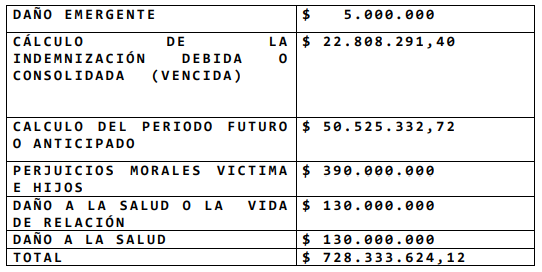 DAÑO EMERGENTE $ 5.000.000
CÁLCULO DE LA $ 22.808.291,40
INDEMNIZACIÓN DEBIDA O
CONSOLIDADA (VENCIDA)
CALCULO DEL PERIODO FUTURO $ 50.525.332,72
O ANTICIPADO
PERJUICIOS MORALES VICTIMA $ 390.000.000
E HIJOS
DAÑO A LA SALUD O LA VIDA $ 130.000.000
DE RELACIÓN
DAÑO A LA SALUD $ 130.000.000
TOTAL $ 728.333.624,12